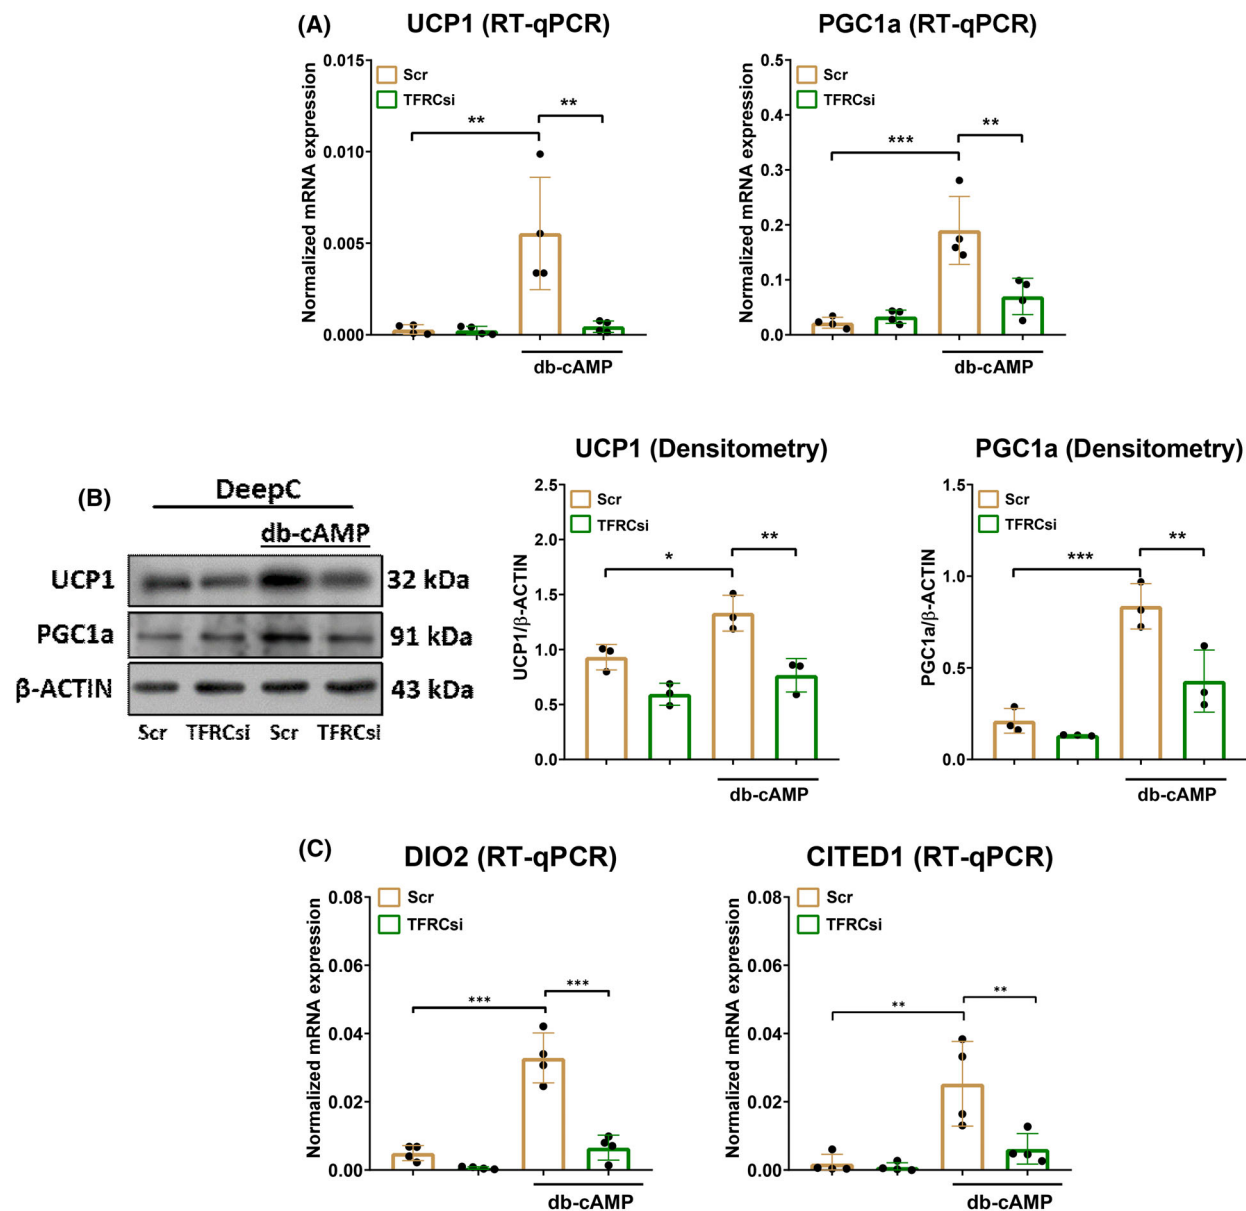 (A)
UCP1 (RT-qPCR)
Normalized mRNA expression
0.015
0.010
0.005
0.000
Scr
TFRCsi
**
**
db-cAMP
PGC1a (RT-qPCR)
Normalized mRNA expression
0.5
0.4
0.3
0.2
0.1
0.0
Scr
TFRCsi
***
**
db-cAMP
(B)
DeepC
db-cAMP
UCP1 32 kDa
PGC1a 91 kDa
β-ACTIN 43 kDa
Scr TFRCsi Scr TFRCsi
UCP1 (Densitometry)
UCP1/β-ACTIN
2.5
2.0
1.5
1.0
0.5
0.0
Scr
TFRCsi
*
**
db-cAMP
PGC1a (Densitometry)
PGC1a/β-ACTIN
1.5
1.0
0.5
0.0
Scr
TFRCsi
***
**
db-cAMP
(C)
DIO2 (RT-qPCR)
Normalized mRNA expression
0.08
0.06
0.04
0.02
0.00
Scr
TFRCsi
***
***
db-cAMP
CITED1 (RT-qPCR)
Normalized mRNA expression
0.08
0.06
0.04
0.02
0.00
Scr
TFRCsi
**
**
db-cAMP